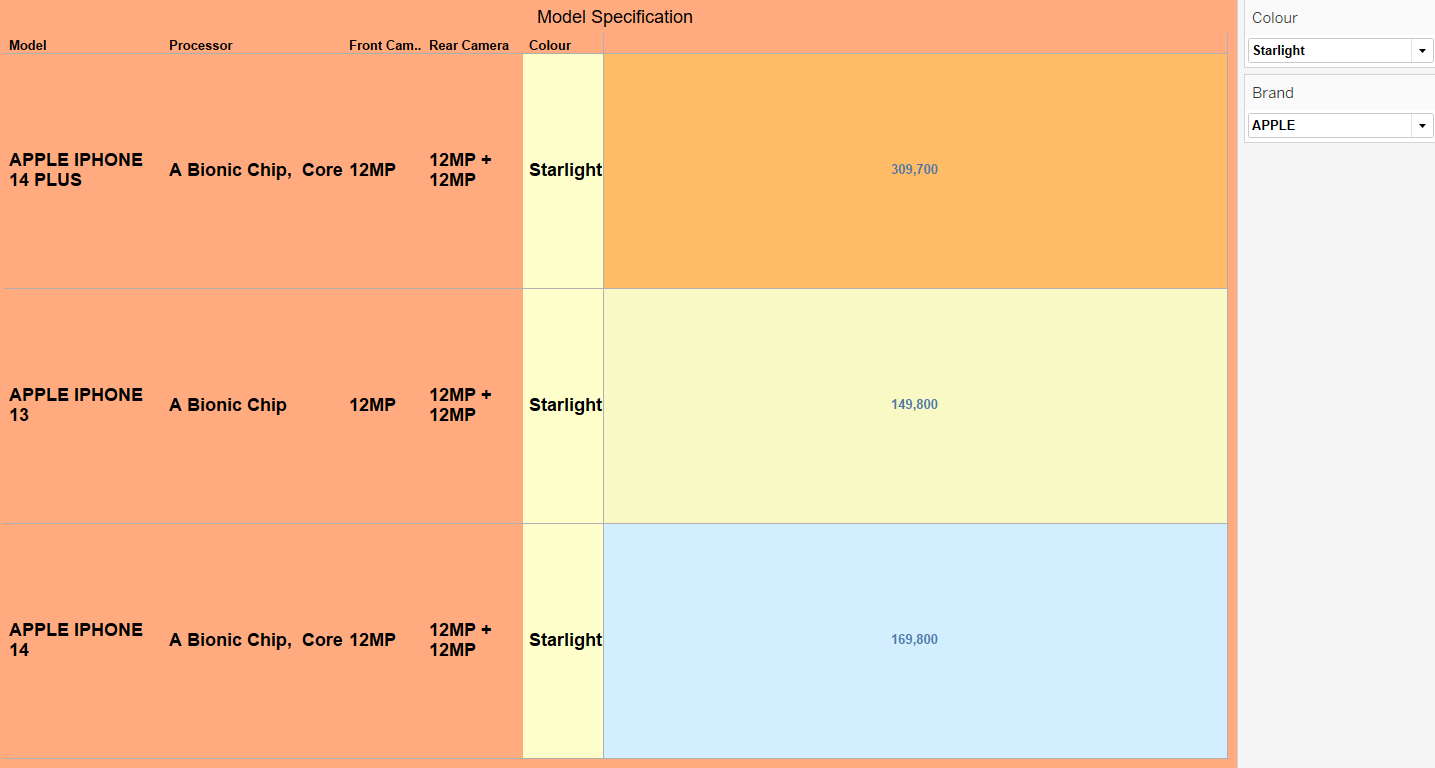 Model Specification
Model Processor Front Cam.. Rear Camera Colour
APPLE IPHONE
14 PLUS
A Bionic Chip,  Core
12MP
12MP +
12MP
Starlight
309,700
APPLE IPHONE
13
A Bionic Chip
12MP
12MP +
12MP
Starlight
149,800
APPLE IPHONE
14
A Bionic Chip,  Core
12MP
12MP +
12MP
Starlight
169,800
Colour
Starlight
Brand
APPLE